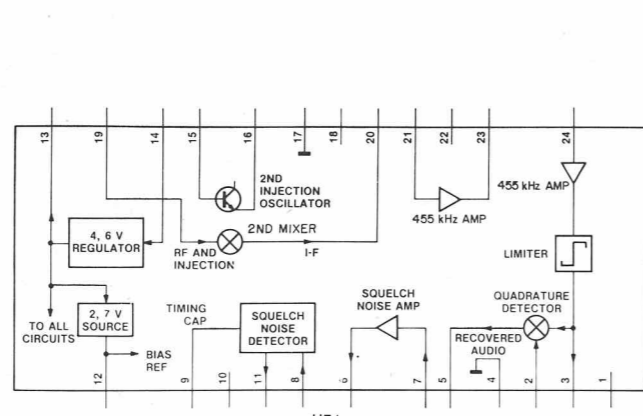 13
19
14
15
16
17
18
20
21
22
23
24
2ND
INJECTION
OSCILLATOR
455 kHz AMP
455 kHz AMP
4, 6 V
REGULATOR
RF AND
INJECTION
2ND MIXER
I-F
LIMITER
2, 7 V
SOURCE
TO ALL
CIRCUITS
BIAS
REF
TIMING
CAP
SQUELCH
NOISE
DETECTOR
SQUELCH
NOISE AMP
QUADRATURE
DETECTOR
RECOVERED
AUDIO
12
9
10
11
8
6
7
5
4
2
3
1